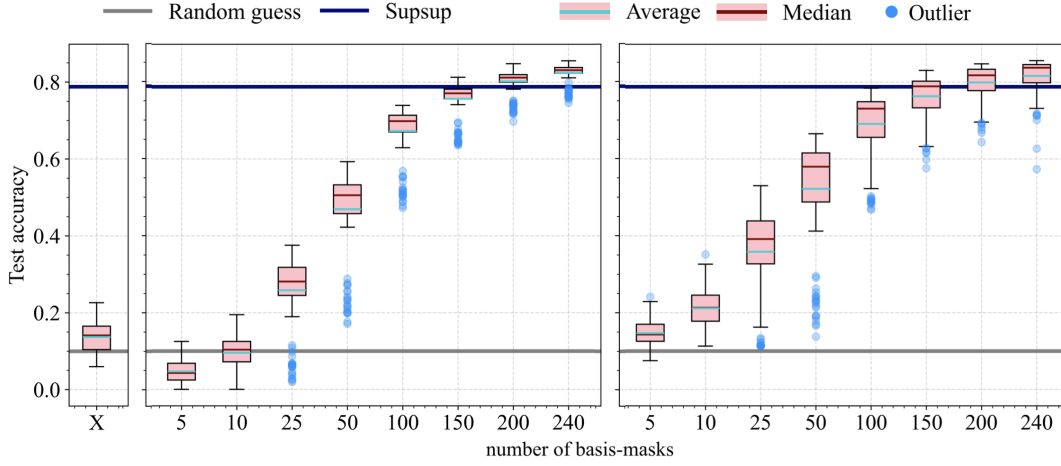 Random guess Supsup Average Median Outlier
Test accuracy
0.8
0.6
0.4
0.2
0.0
X 5 10 25 50 100 150 200 240 5 10 25 50 100 150 200 240
number of basis-masks